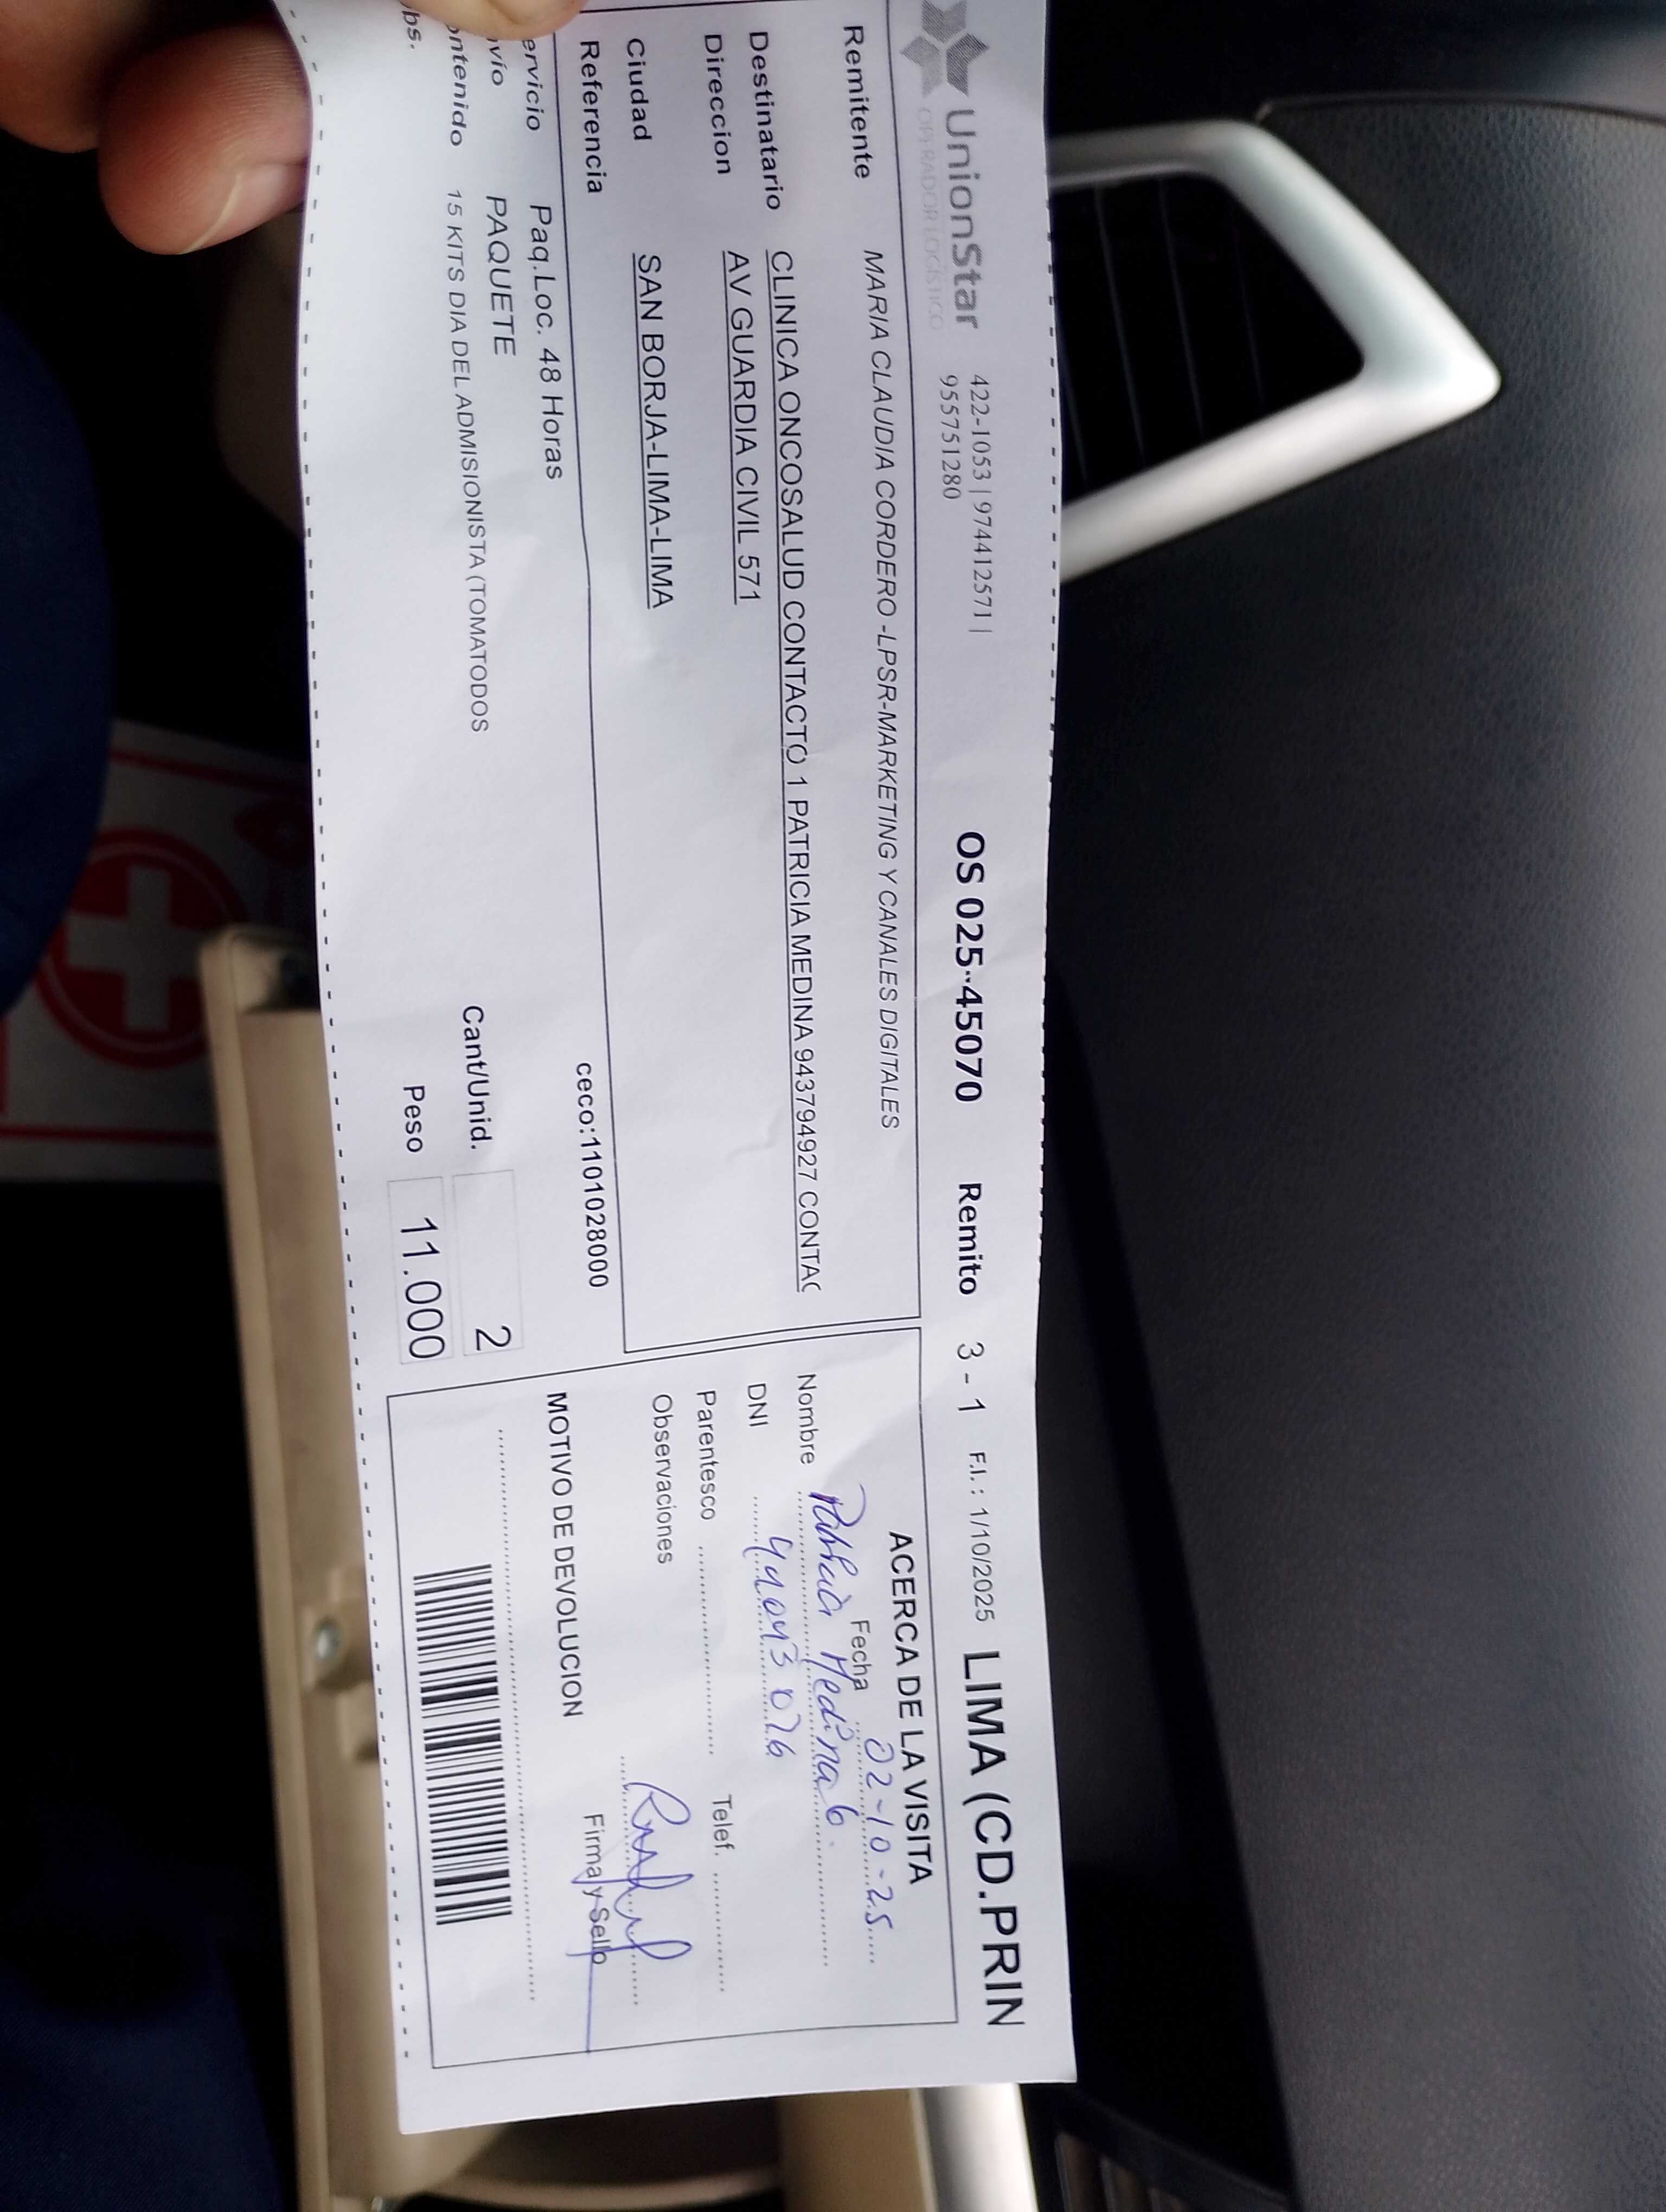 UnionStar
OPERADOR LOGÍSTICO
422-1053 | 974412571 |
955751280
OS 025-45070 Remito 3 - 1 F.I. : 1/10/2025 LIMA (CD.PRIN
Remitente MARIA CLAUDIA CORDERO -LPSR-MARKETING Y CANALES DIGITALES
Destinatario CLINICA ONCOSALUD CONTACTO 1 PATRICIA MEDINA 943794927 CONTAC
Direccion AV GUARDIA CIVIL 571
Ciudad SAN BORJA-LIMA-LIMA
Referencia ceco:1101028000
ervicio Paq.Loc. 48 Horas
vío PAQUETE
ontenido 15 KITS DIA DEL ADMISIONISTA (TOMATODOS
bs.
Cant/Unid. 2
Peso 11.000
ACERCA DE LA VISITA
Fecha 02-10-25
Nombre Patricia Medina
DNI 44043026
Parentesco Telef.
Observaciones
Firma y Sello
MOTIVO DE DEVOLUCION